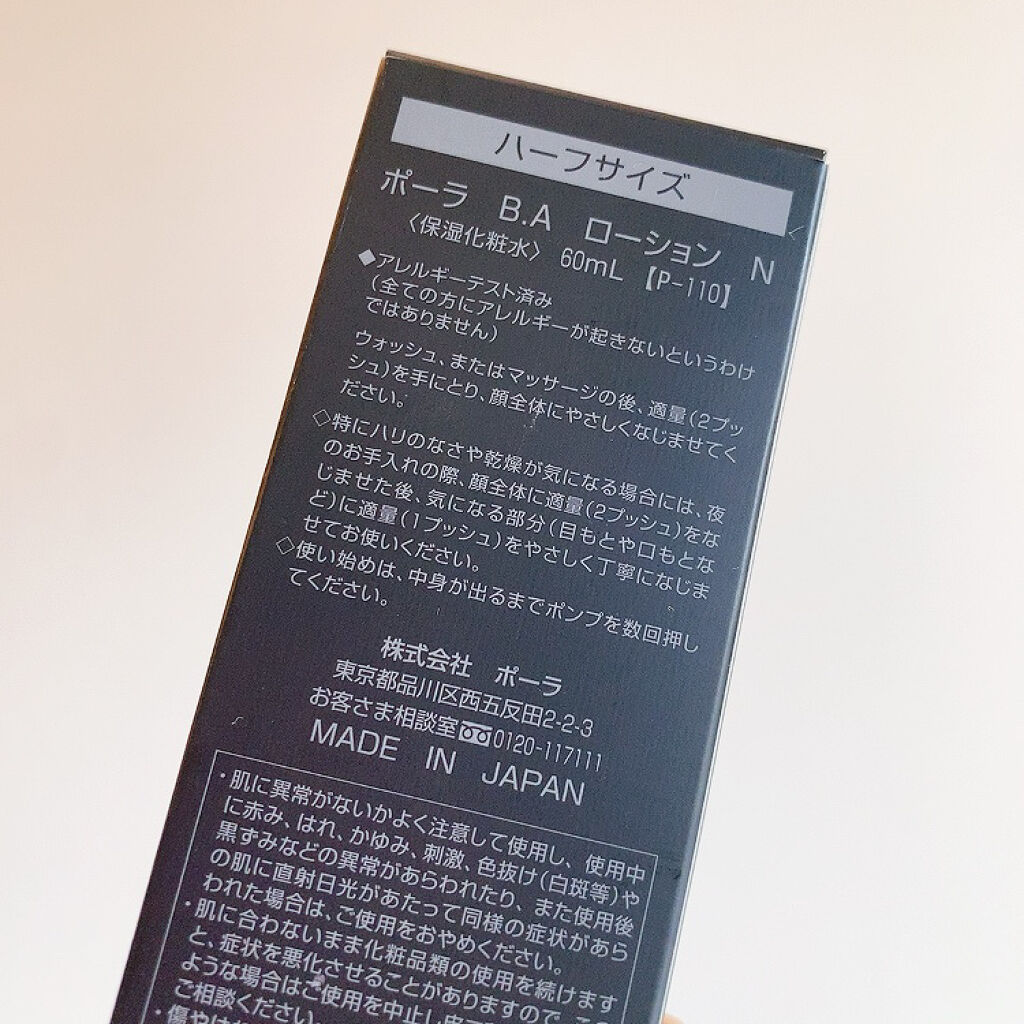 ハーフサイズ
ポーラ B.A ローション N
〈保湿化粧水〉 60mL 【P-110】
◆アレルギーテスト済み
(全ての方にアレルギーが起きないというわけ
ではありません)
ウォッシュ、またはマッサージの後、適量(2プッ
シュ)を手にとり、顔全体にやさしくなじませてく
ださい。
◇特にハリのなさや乾燥が気になる場合には、夜
のお手入れの際、顔全体に適量(2プッシュ)をな
じませた後、気になる部分(目もとや口もとな
ど)に適量(1プッシュ)をやさしく丁寧になじま
せてお使いください。
◇使い始めは、中身が出るまでポンプを数回押し
てください。
株式会社 ポーラ
東京都品川区西五反田2-2-3
お客さま相談室 0120-117111
MADE IN JAPAN
・肌に異常がないかよく注意して使用し、使用中
に赤み、はれ、かゆみ、刺激、色抜け(白斑等)や
黒ずみなどの異常があらわれたり、また使用後
の肌に直射日光があたって同様の症状があら
われた場合は、ご使用をおやめください。
・肌に合わないまま化粧品類の使用を続けます
と、症状を悪化させることがありますので、この
ような場合はご使用を中止し
ご相談ください。
・傷や